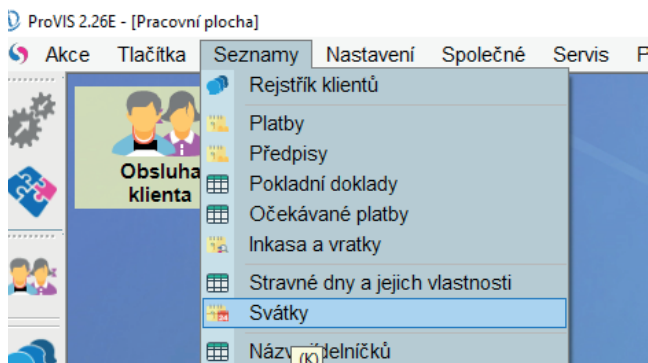 ProVIS 2.26E - [Pracovní plocha]
Akce Tlačítka Seznamy Nastavení Společné Servis P
Rejstřík klientů
Platby
Předpisy
Obsluha
klienta
Pokladní doklady
Očekávané platby
Inkasa a vratky
Stravné dny a jejich vlastnosti
Svátky
(K)